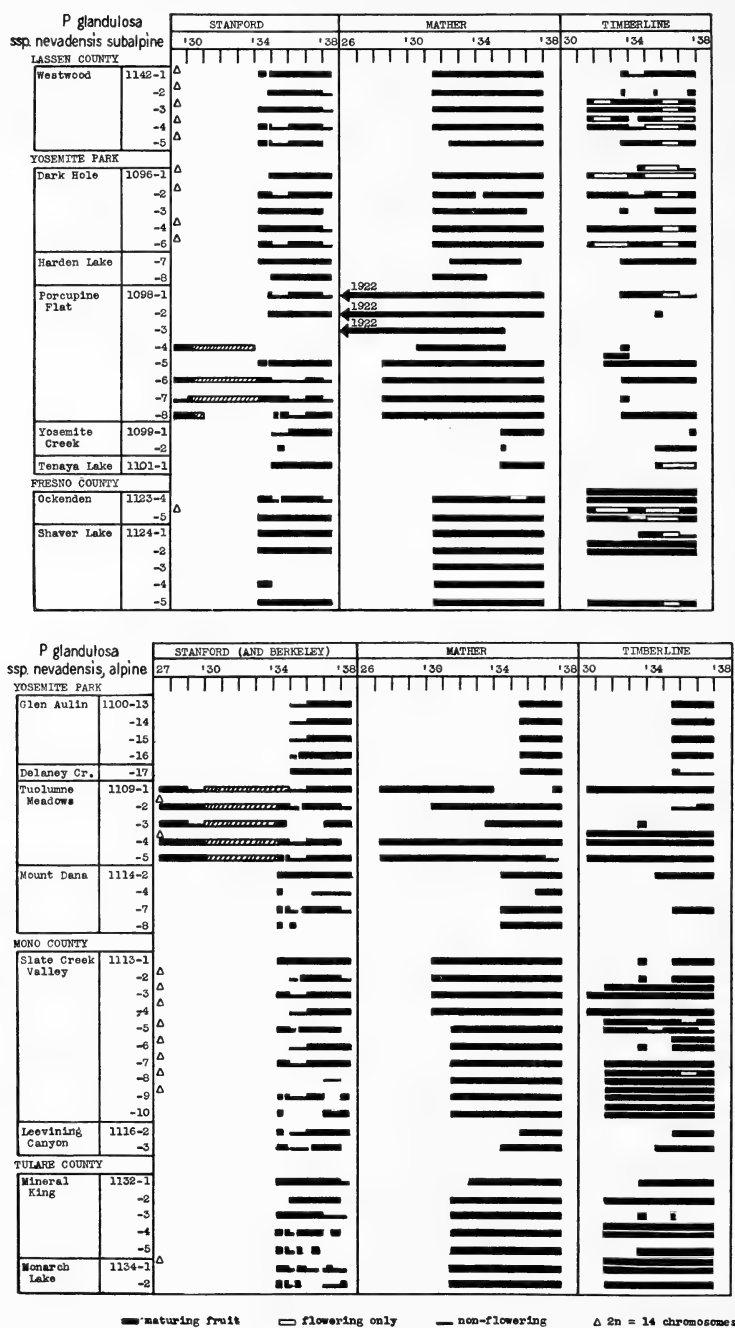 P glandulosa STANFORD MATHER TIMBERLINE
ssp. nevadensis subalpine '30 '34 '38 26 '30 '34 '38 30 '34 '38
LASSEN COUNTY
Westwood 1142-1 Δ
-2 Δ
-3 Δ
-4 Δ
-5 Δ
YOSEMITE PARK
Dark Hole 1096-1 Δ
-2 Δ
-3
-4 Δ
-6 Δ
Harden Lake -7
-8
Porcupine 1098-1 1922
Flat -2 1922
-3 1922
-4
-5
-6
-7
-8
Yosemite 1099-1
Creek -2
Tenaya Lake 1101-1
FRESNO COUNTY
Ockenden 1123-4
-5 Δ
Shaver Lake 1124-1
-2
-3
-4
-5
P glandulosa STANFORD (AND BERKELEY) MATHER TIMBERLINE
ssp. nevadensis, alpine 27 '30 '34 '38 26 '30 '34 '38 30 '34 '38
YOSEMITE PARK
Glen Aulin 1100-13
-14
-15
-16
Delaney Cr. -17
Tuolumne 1109-1
Meadows -2 Δ
-3
-4 Δ
-5
Mount Dana 1114-2
-4
-7
-8
MONO COUNTY
Slate Creek 1113-1
Valley -2 Δ
-3 Δ
-4 Δ
-5 Δ
-6 Δ
-7 Δ
-8 Δ
-9 Δ
-10
Leevining 1116-2
Canyon -3
TULARE COUNTY
Mineral 1132-1
King -2
-3
-4
-5
Monarch 1134-1 Δ
Lake -2
maturing fruit flowering only non-flowering Δ 2n = 14 chromosomes